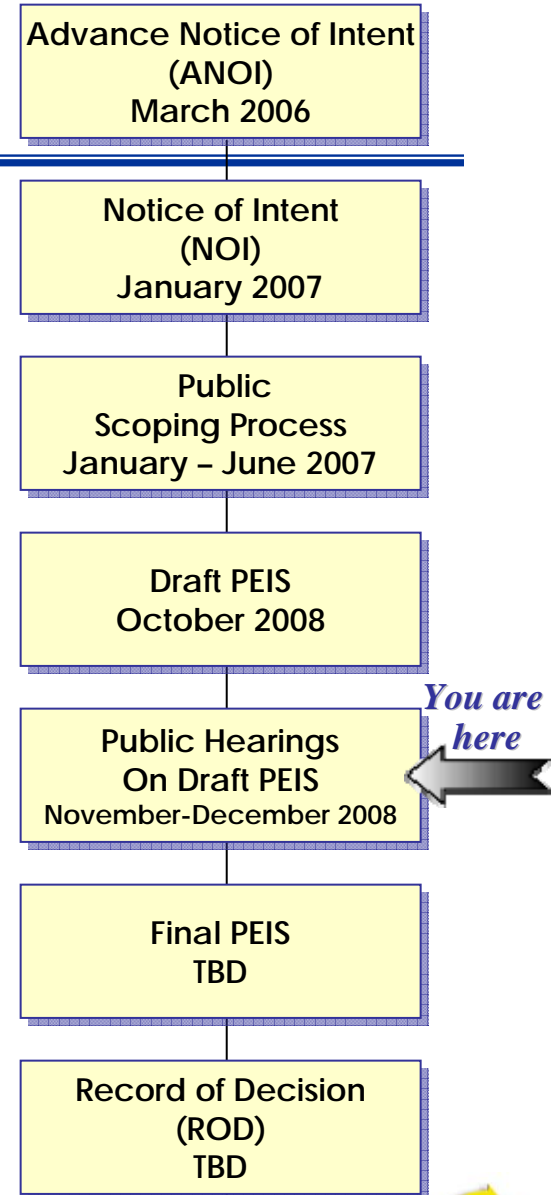 Advance Notice of Intent
(ANOI)
March 2006
Notice of Intent
(NOI)
January 2007
Public
Scoping Process
January – June 2007
Draft PEIS
October 2008
You are
here
Public Hearings
On Draft PEIS
November-December 2008
Final PEIS
TBD
Record of Decision
(ROD)
TBD